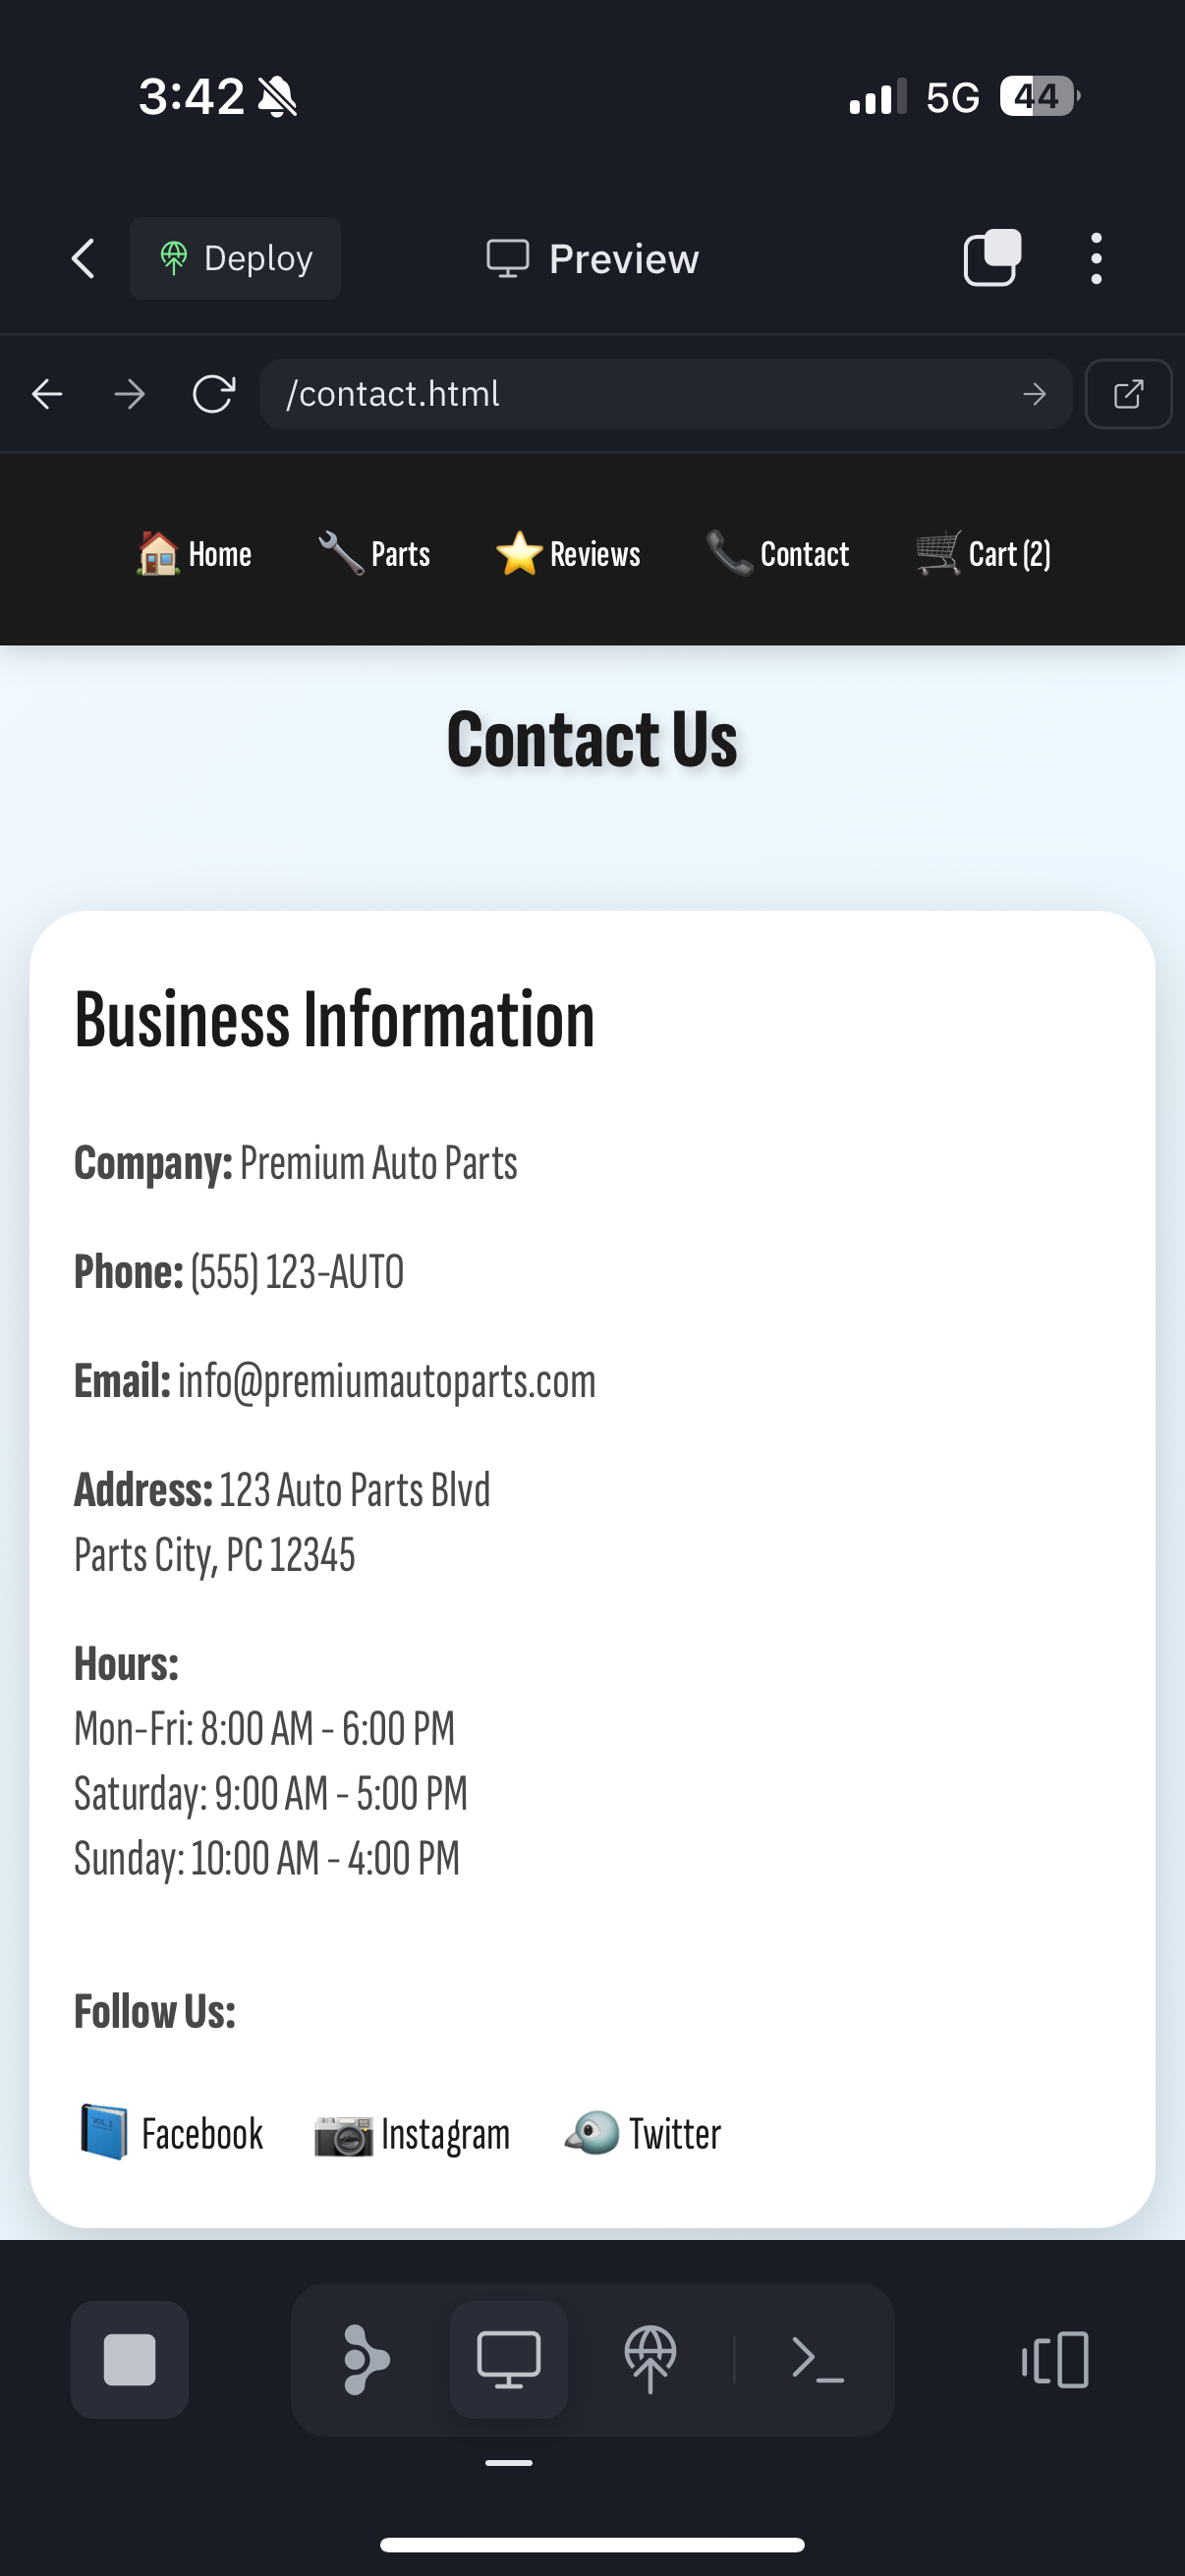 3:42
5G
44
Deploy
Preview
/contact.html
Home
Parts
Reviews
Contact
Cart (2)
Contact Us
Business Information
Company: Premium Auto Parts
Phone: (555) 123-AUTO
Email: info@premiumautoparts.com
Address: 123 Auto Parts Blvd
Parts City, PC 12345
Hours:
Mon-Fri: 8:00 AM - 6:00 PM
Saturday: 9:00 AM - 5:00 PM
Sunday: 10:00 AM - 4:00 PM
Follow Us:
Facebook
Instagram
Twitter